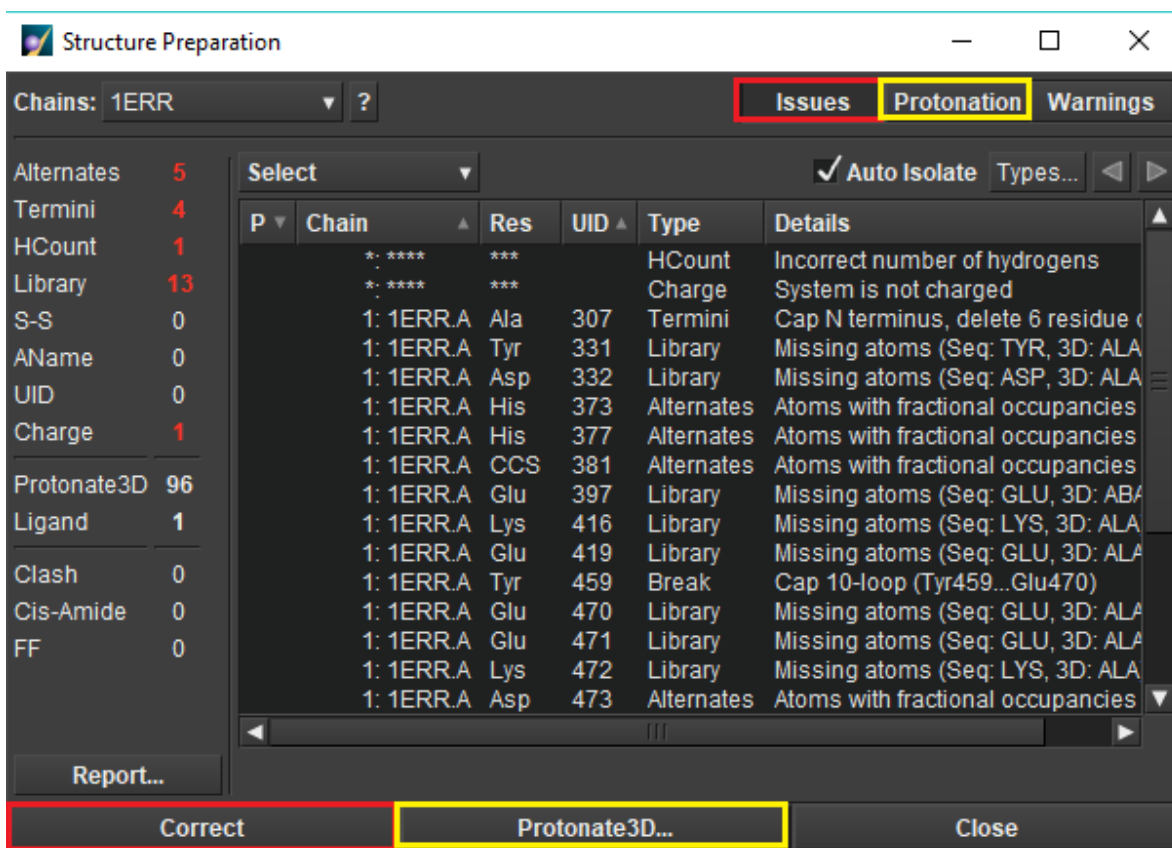 Structure Preparation
Chains: 1ERR ?
Issues Protonation Warnings
Alternates 5
Termini 4
HCount 1
Library 13
S-S 0
AName 0
UID 0
Charge 1
Protonate3D 96
Ligand 1
Clash 0
Cis-Amide 0
FF 0
Report...
Select Auto Isolate Types...
P Chain Res UID Type Details
*: **** *** HCount Incorrect number of hydrogens
*: **** *** Charge System is not charged
1: 1ERR.A Ala 307 Termini Cap N terminus, delete 6 residue
1: 1ERR.A Tyr 331 Library Missing atoms (Seq: TYR, 3D: ALA
1: 1ERR.A Asp 332 Library Missing atoms (Seq: ASP, 3D: ALA
1: 1ERR.A His 373 Alternates Atoms with fractional occupancies
1: 1ERR.A His 377 Alternates Atoms with fractional occupancies
1: 1ERR.A CCS 381 Alternates Atoms with fractional occupancies
1: 1ERR.A Glu 397 Library Missing atoms (Seq: GLU, 3D: ABA
1: 1ERR.A Lys 416 Library Missing atoms (Seq: LYS, 3D: ALA
1: 1ERR.A Glu 419 Library Missing atoms (Seq: GLU, 3D: ALA
1: 1ERR.A Tyr 459 Break Cap 10-loop (Tyr459...Glu470)
1: 1ERR.A Glu 470 Library Missing atoms (Seq: GLU, 3D: ALA
1: 1ERR.A Glu 471 Library Missing atoms (Seq: GLU, 3D: ALA
1: 1ERR.A Lys 472 Library Missing atoms (Seq: LYS, 3D: ALA
1: 1ERR.A Asp 473 Alternates Atoms with fractional occupancies
Correct Protonate3D... Close